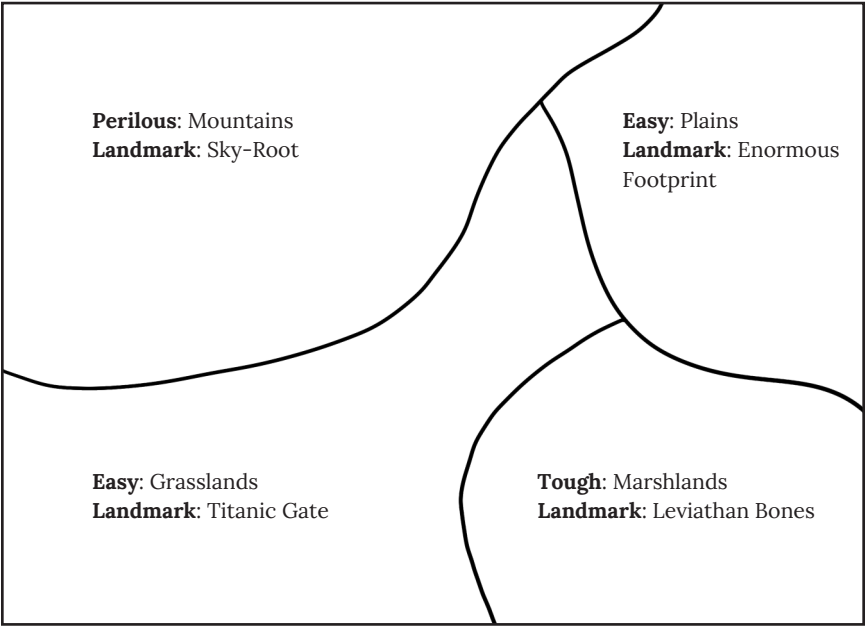 Perilous: Mountains
Landmark: Sky-Root
Easy: Plains
Landmark: Enormous
Footprint
Easy: Grasslands
Landmark: Titanic Gate
Tough: Marshlands
Landmark: Leviathan Bones